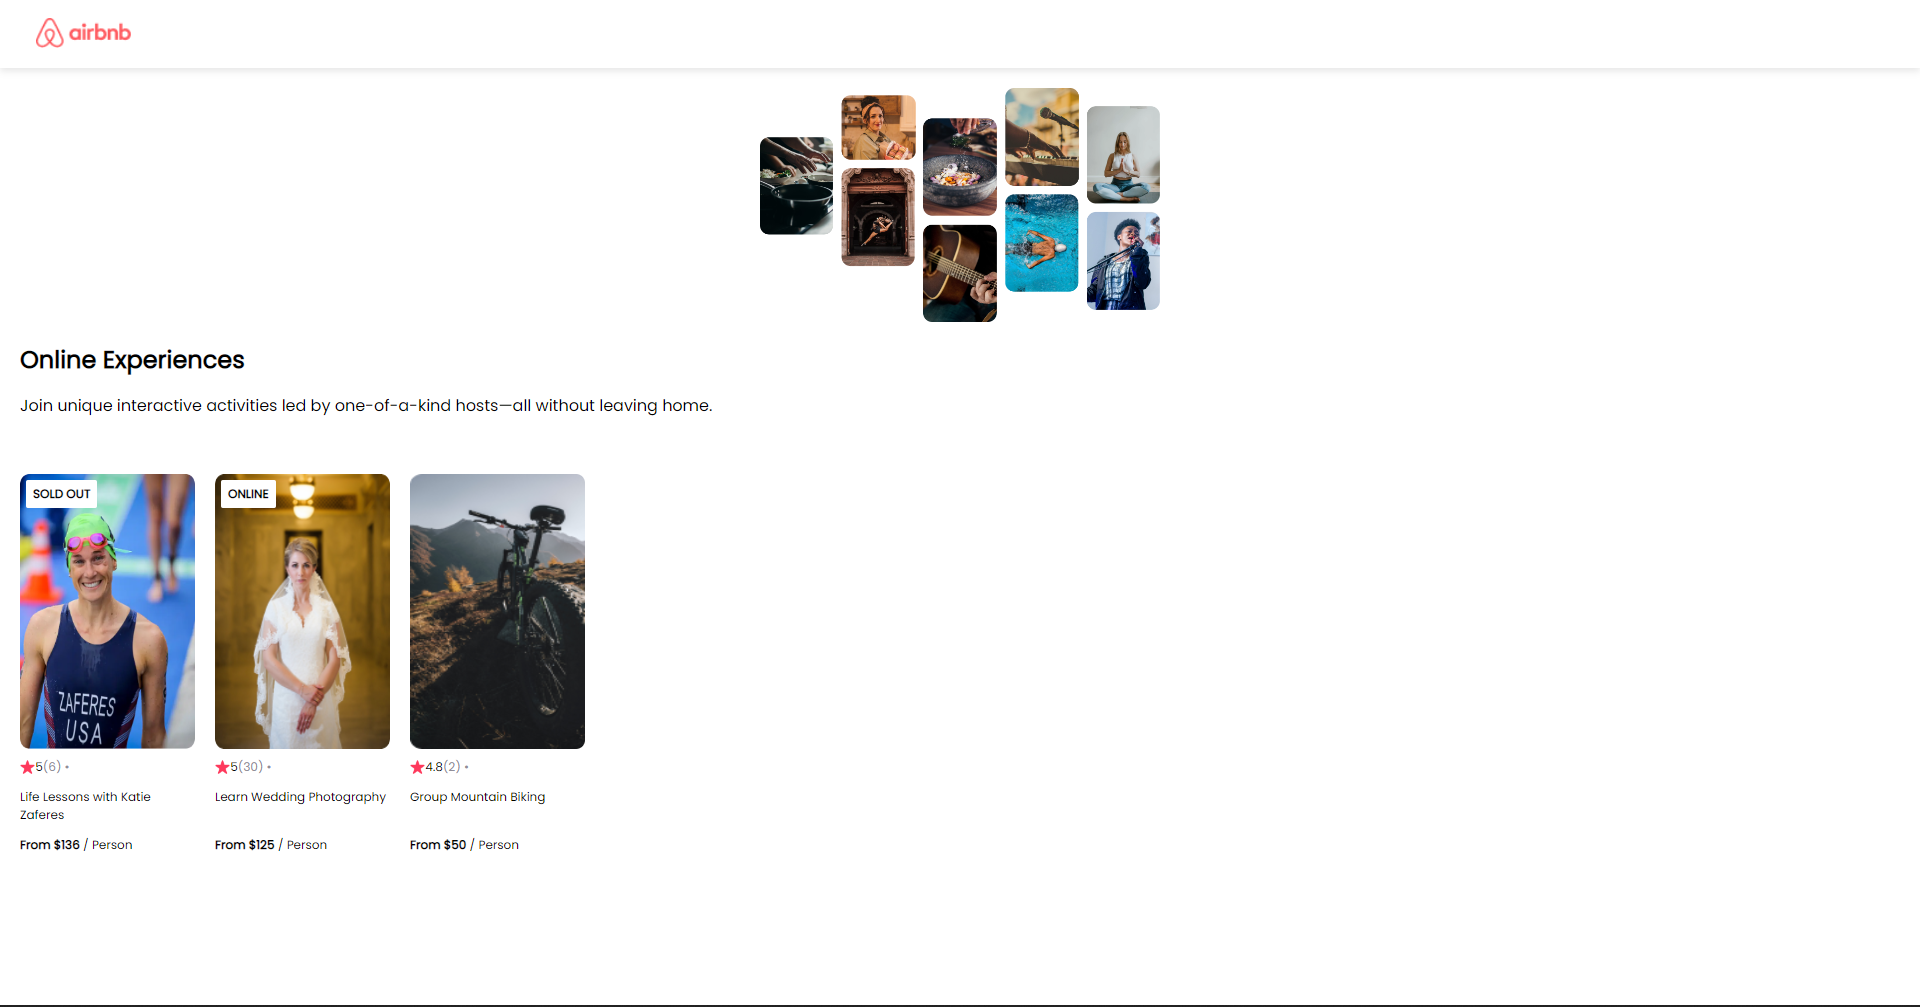 airbnb
Online Experiences
Join unique interactive activities led by one-of-a-kind hosts—all without leaving home.
SOLD OUT
ZAFERES
USA
5(6) •
Life Lessons with Katie
Zaferes
From $136 / Person
ONLINE
5(30) •
Learn Wedding Photography
From $125 / Person
4.8(2) •
Group Mountain Biking
From $50 / Person